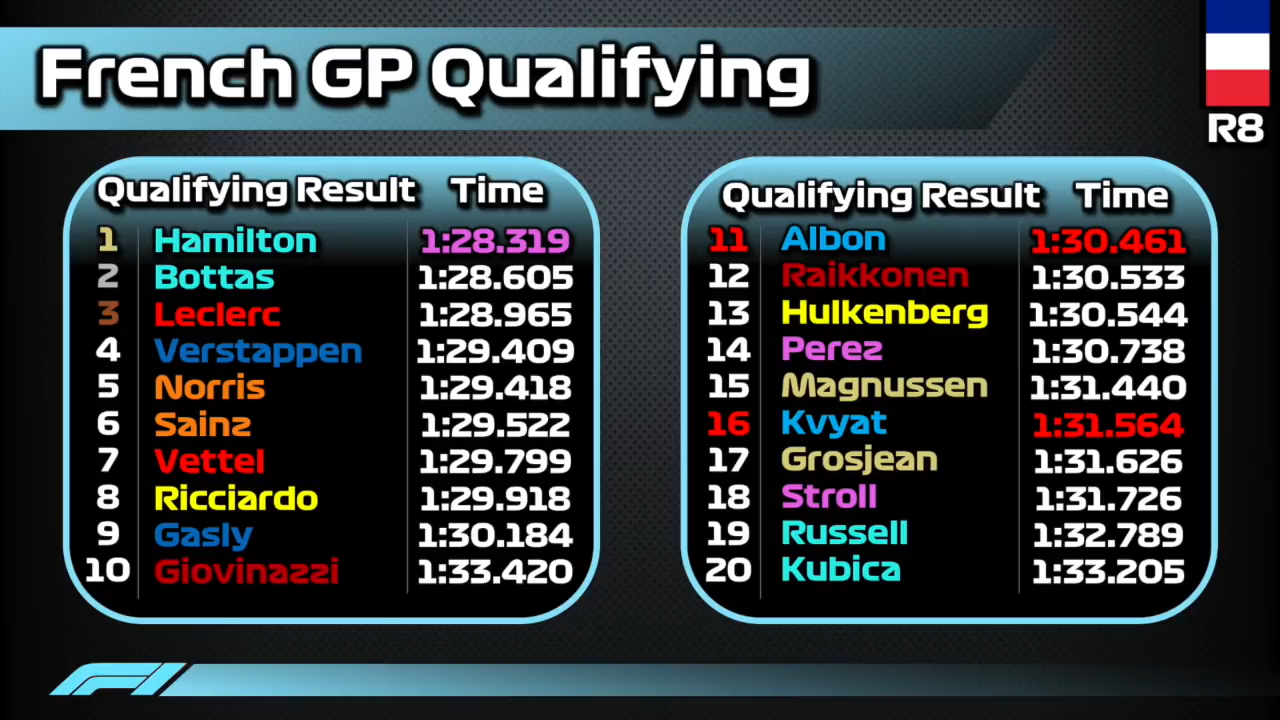 French GP Qualifying
R8
Qualifying Result Time
1 Hamilton 1:28.319
2 Bottas 1:28.605
3 Leclerc 1:28.965
4 Verstappen 1:29.409
5 Norris 1:29.418
6 Sainz 1:29.522
7 Vettel 1:29.799
8 Ricciardo 1:29.918
9 Gasly 1:30.184
10 Giovinazzi 1:33.420
Qualifying Result Time
11 Albon 1:30.461
12 Raikkonen 1:30.533
13 Hulkenberg 1:30.544
14 Perez 1:30.738
15 Magnussen 1:31.440
16 Kvyat 1:31.564
17 Grosjean 1:31.626
18 Stroll 1:31.726
19 Russell 1:32.789
20 Kubica 1:33.205